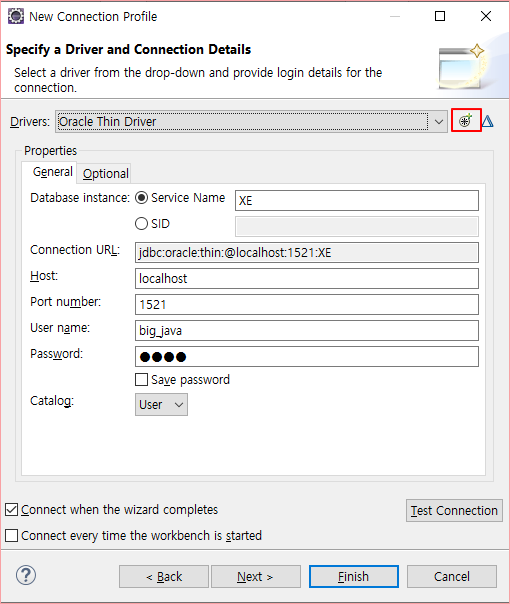 New Connection Profile
Specify a Driver and Connection Details
Select a driver from the drop-down and provide login details for the
connection.
Drivers: Oracle Thin Driver
Properties
General Optional
Database instance: Service Name XE
SID
Connection URL: jdbc:oracle:thin:@localhost:1521:XE
Host: localhost
Port number: 1521
User name: big_java
Password: ●●●●
Save password
Catalog: User
Connect when the wizard completes Test Connection
Connect every time the workbench is started
? < Back Next > Finish Cancel